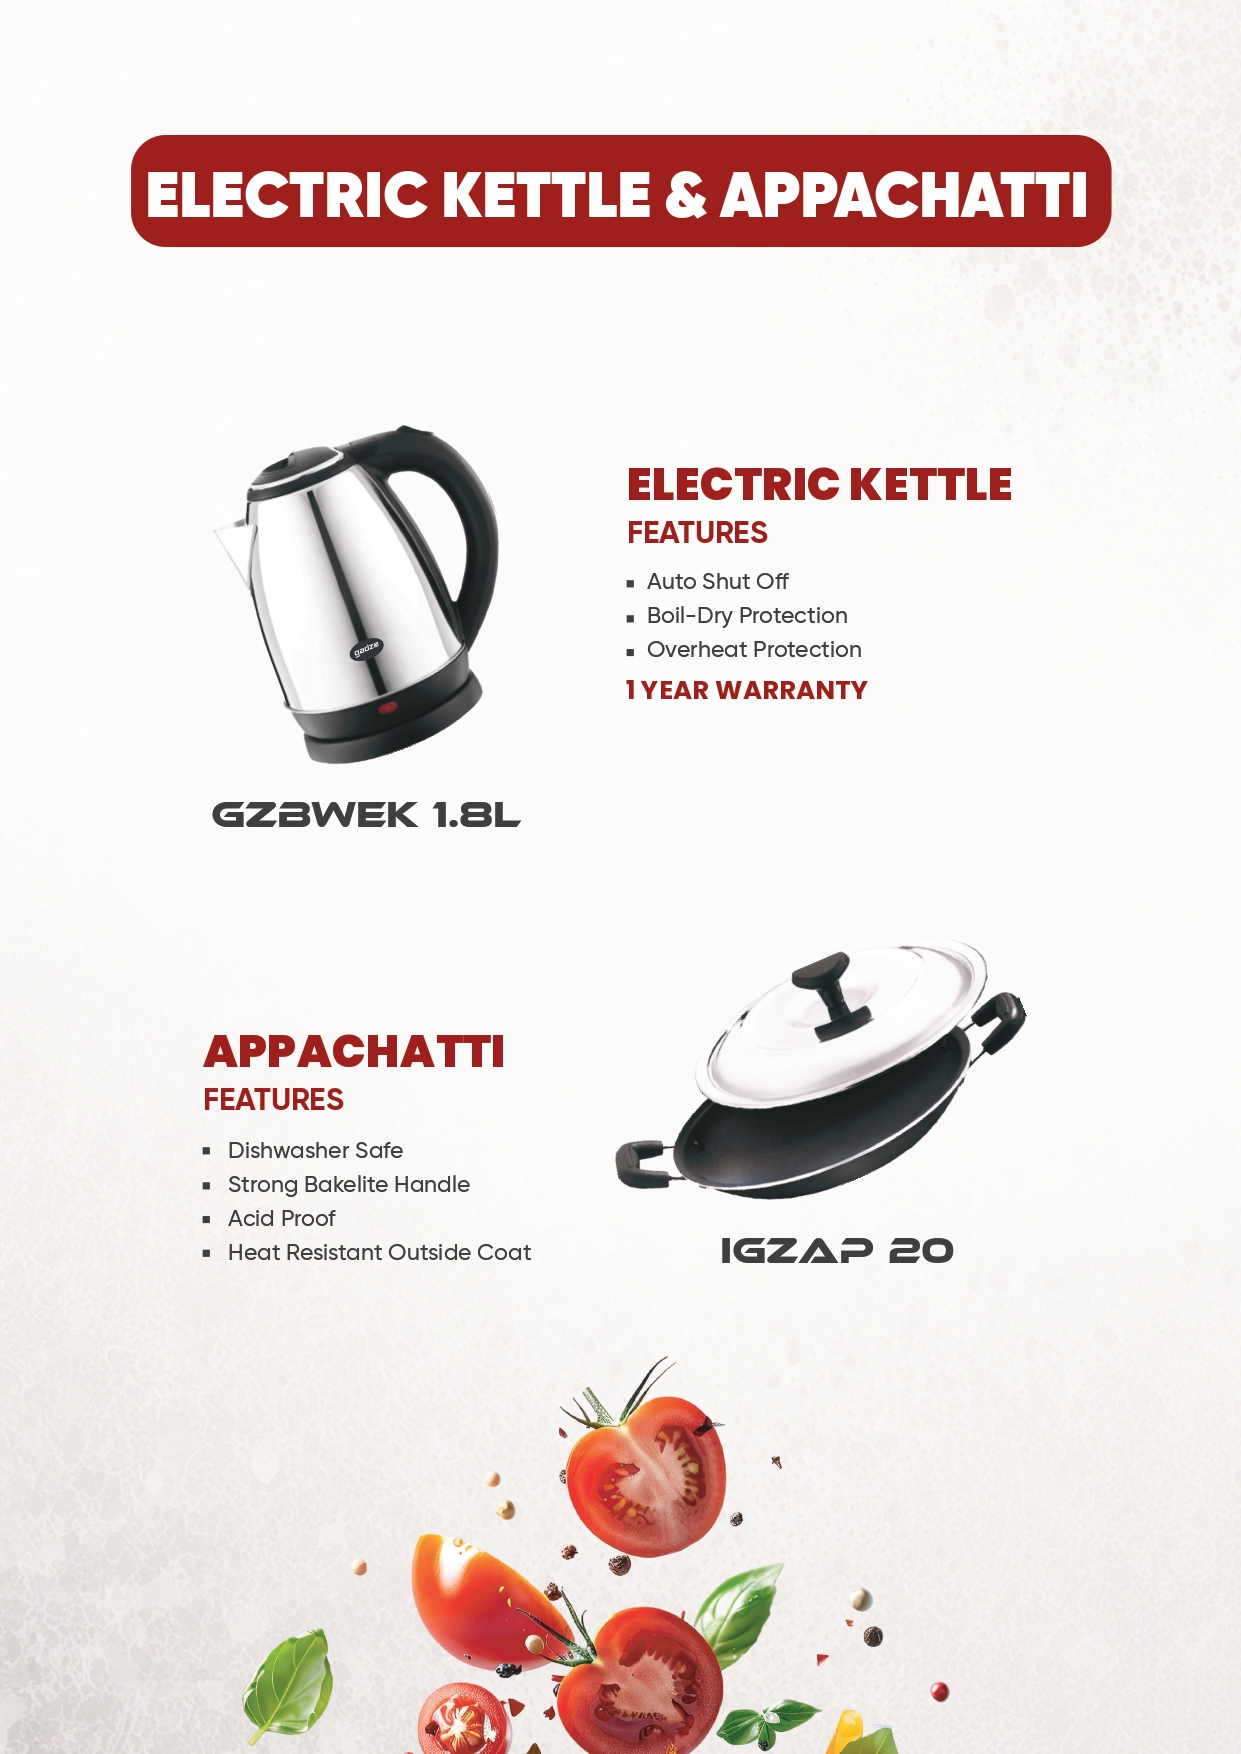 ELECTRIC KETTLE & APPACHATTI
ELECTRIC KETTLE
FEATURES
Auto Shut Off
Boil-Dry Protection
Overheat Protection
1 YEAR WARRANTY
gadzie
GZBWEK 1.8L
APPACHATTI
FEATURES
Dishwasher Safe
Strong Bakelite Handle
Acid Proof
Heat Resistant Outside Coat
IGZAP 20